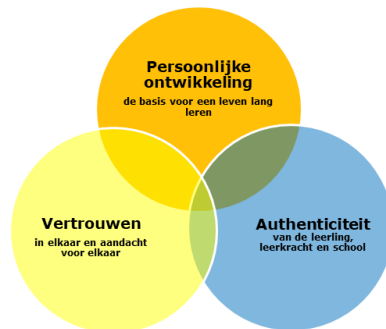 Persoonlijke
ontwikkeling
de basis voor een leven lang
leren
Vertrouwen
in elkaar en aandacht
voor elkaar
Authenticiteit
van de leerling,
leerkracht en school